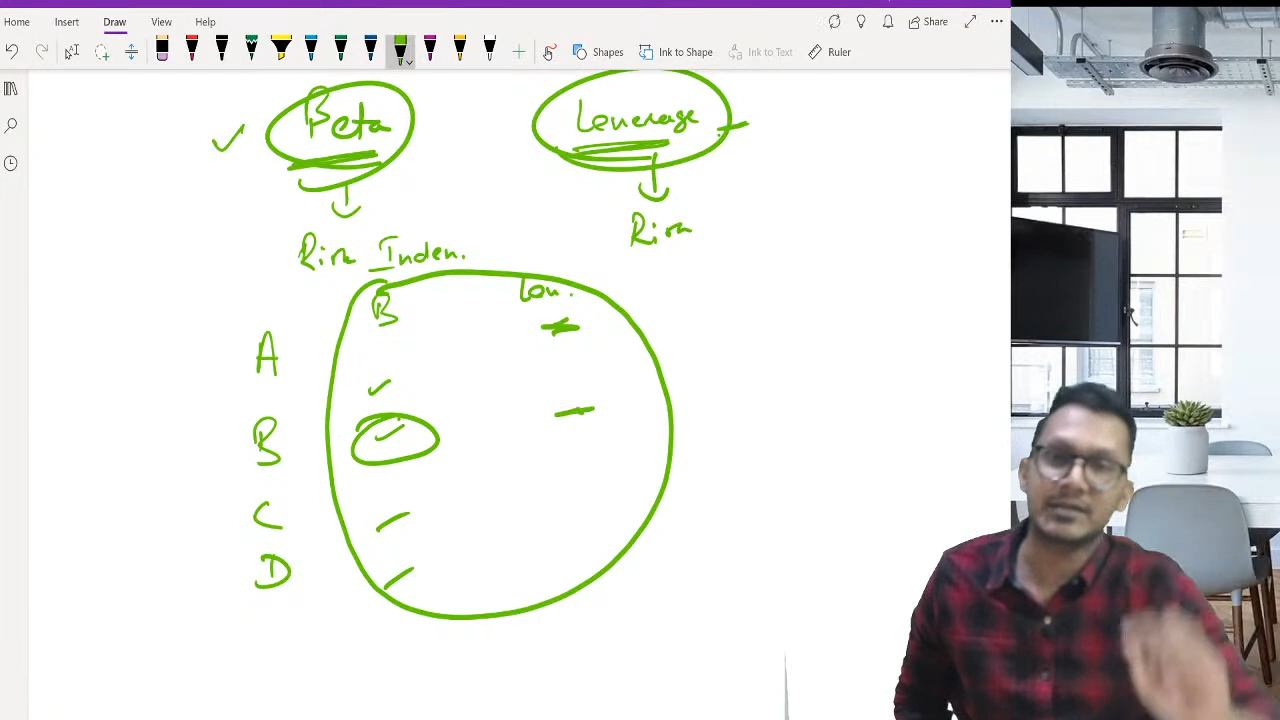 Home Insert Draw View Help
Share
Shapes Ink to Shape Ink to Text Ruler
Beta Leverage
Risk
Risk Index.
B Lev.
A
B
C
D